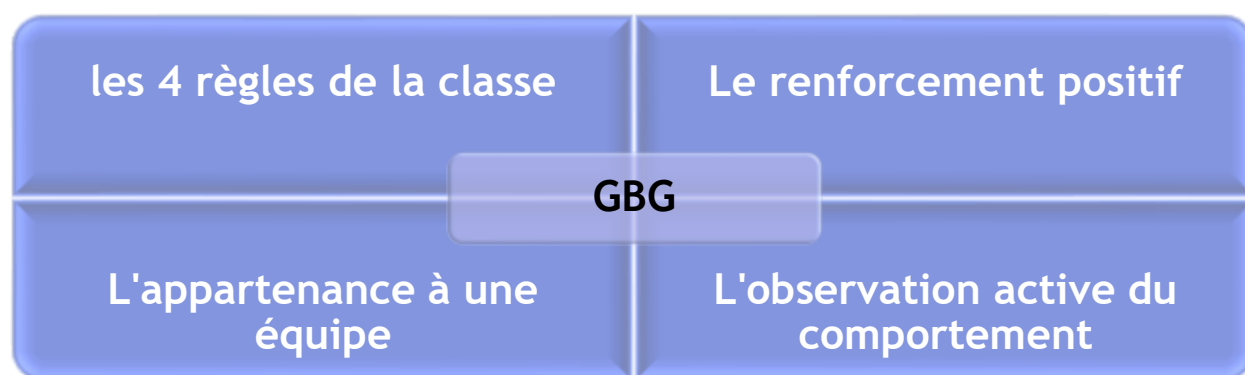 les 4 règles de la classe
Le renforcement positif
GBG
L'appartenance à une
équipe
L'observation active du
comportement